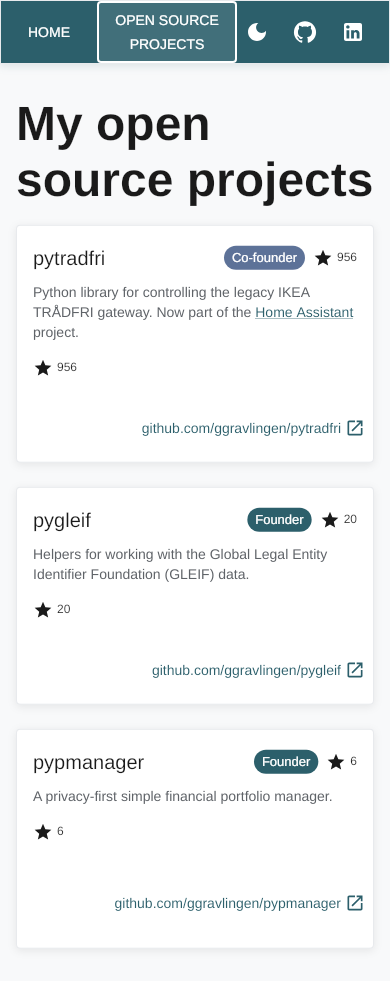 HOME
OPEN SOURCE
PROJECTS
My open
source projects
pytradfri
Co-founder
956
Python library for controlling the legacy IKEA
TRÅDFRI gateway. Now part of the Home Assistant
project.
956
github.com/ggravlingen/pytradfri
pygleif
Founder
20
Helpers for working with the Global Legal Entity
Identifier Foundation (GLEIF) data.
20
github.com/ggravlingen/pygleif
pypmanager
Founder
6
A privacy-first simple financial portfolio manager.
6
github.com/ggravlingen/pypmanager